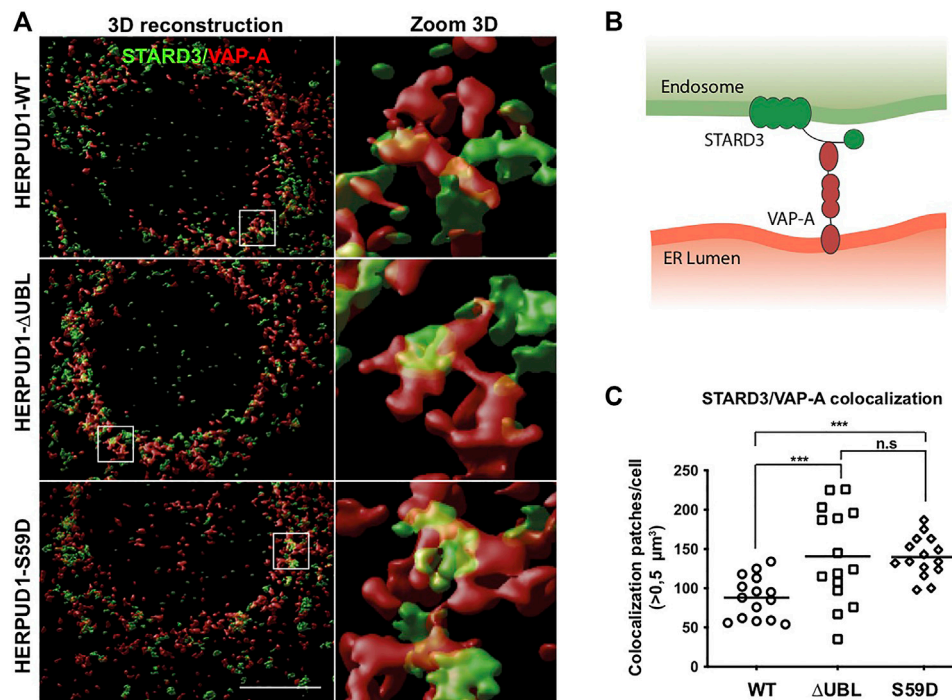 A
3D reconstruction
Zoom 3D
STARD3/VAP-A
HERPUD1-WT
HERPUD1-ΔUBL
HERPUD1-S59D
B
Endosome
STARD3
VAP-A
ER Lumen
C
STARD3/VAP-A colocalization
***
n.s
***
Colocalization patches/cell
(>0,5 μm³)
250
200
150
100
50
0
WT
ΔUBL
S59D